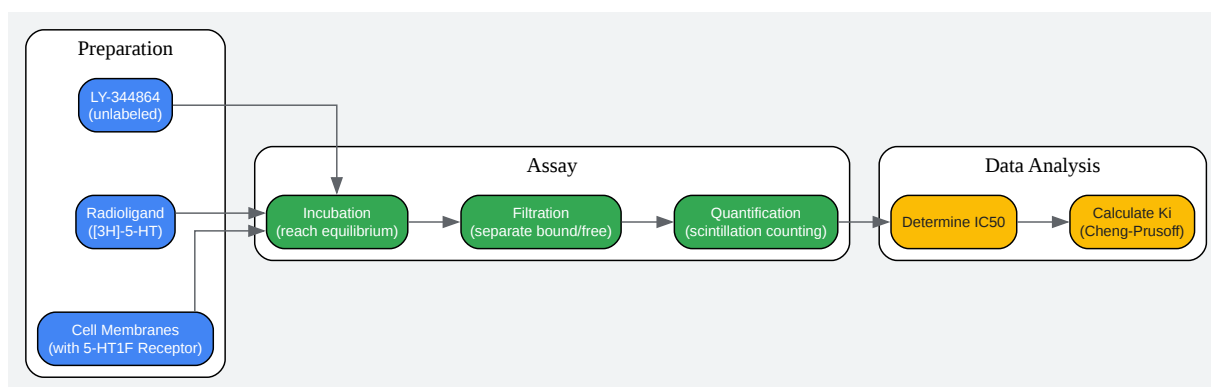 Preparation
LY-344864
(unlabeled)
Radioligand
([3H]-5-HT)
Cell Membranes
(with 5-HT1F Receptor)
Assay
Incubation
(reach equilibrium)
Filtration
(separate bound/free)
Quantification
(scintillation counting)
Data Analysis
Determine IC50
Calculate Ki
(Cheng-Prusoff)